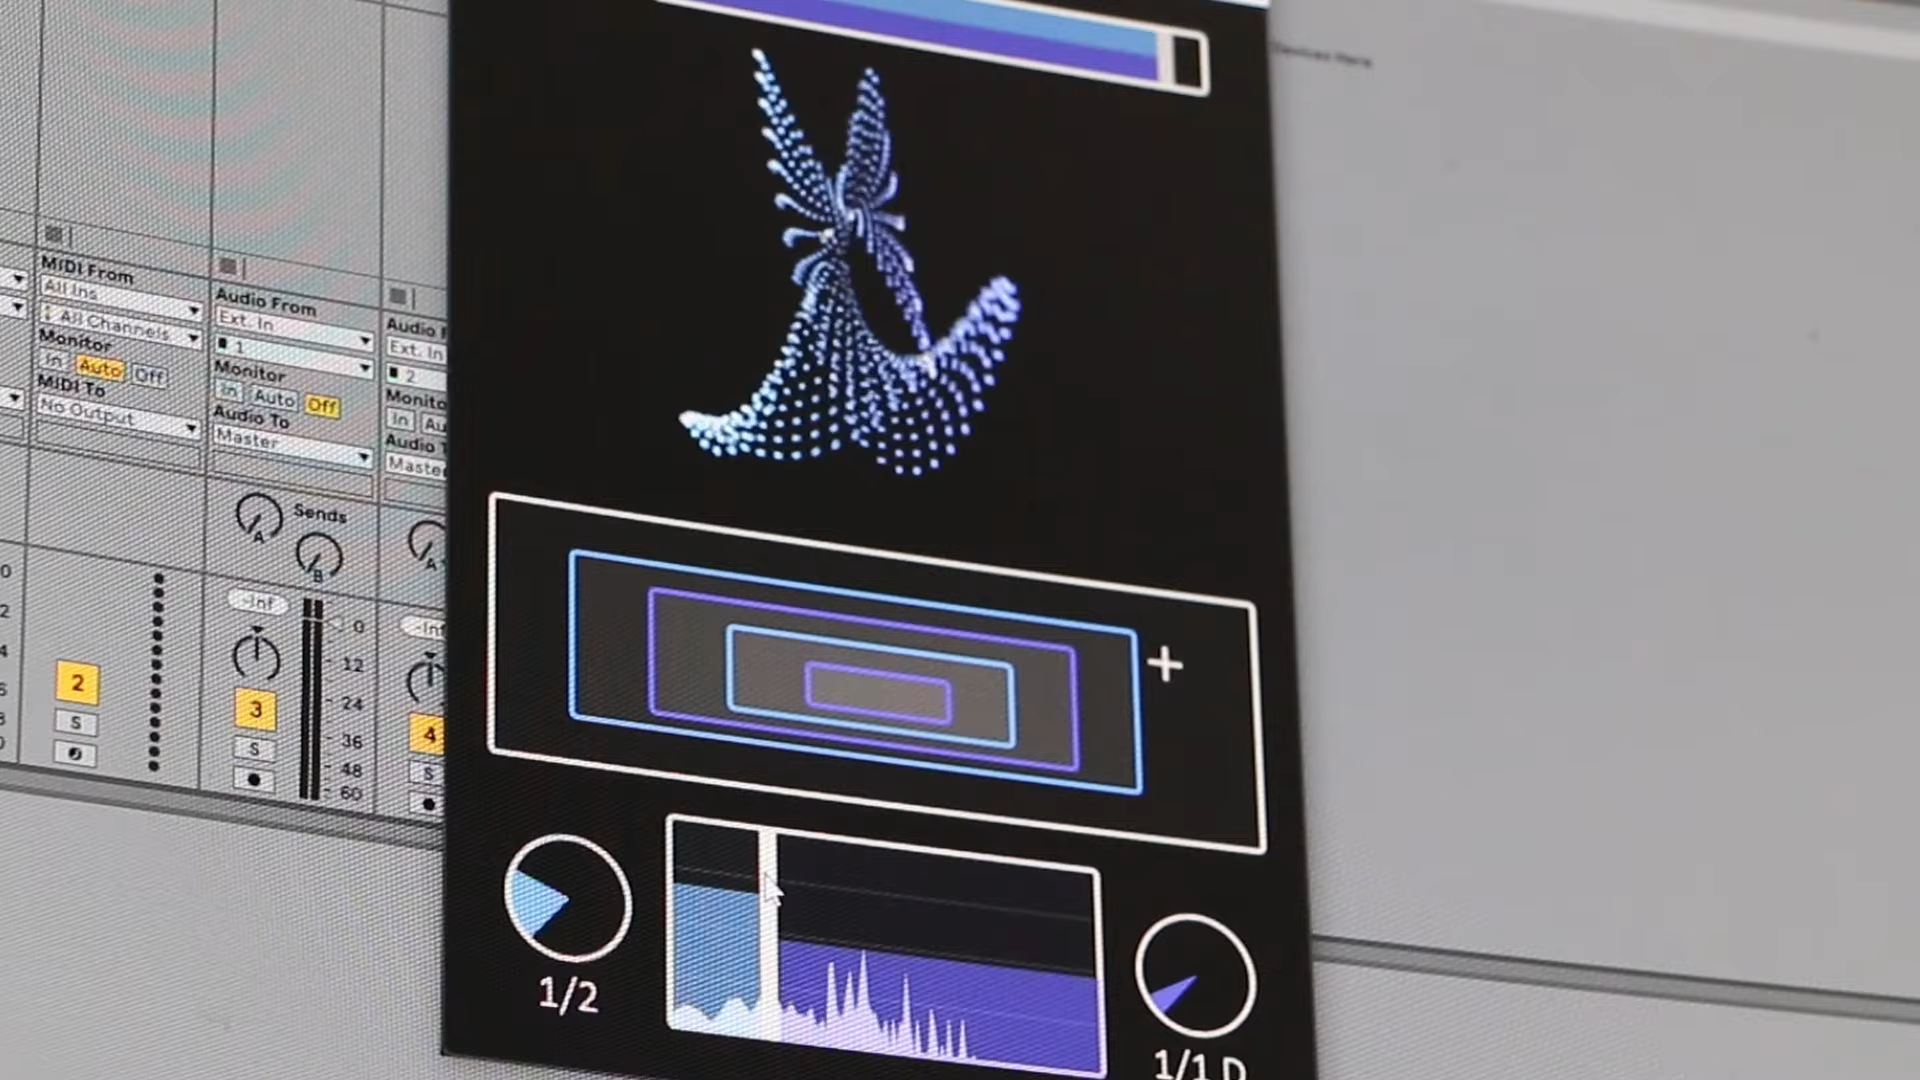 MIDI From
All Ins
All Channels
Monitor
In Auto Off
MIDI To
No Output
2
S
Audio From
Ext. In
1
Monitor
In Auto Off
Audio To
Master
Sends
A
B
-Inf
0
12
24
36
48
60
3
S
Ext. In
2
In
Master
A
4
S
+
1/2
1/1 D